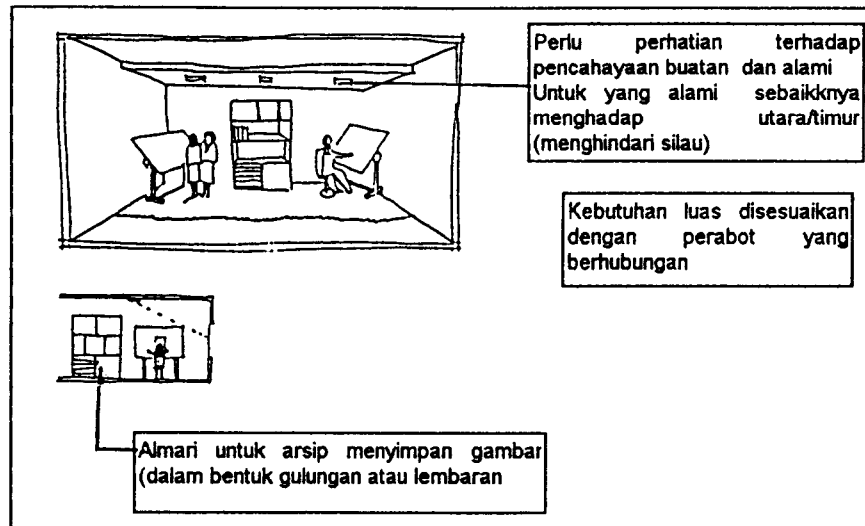 Perlu perhatian terhadap
pencahayaan buatan dan alami
Untuk yang alami sebaikknya
menghadap utara/timur
(menghindari silau)
Kebutuhan luas disesuaikan
dengan perabot yang
berhubungan
Almari untuk arsip menyimpan gambar
(dalam bentuk gulungan atau lembaran